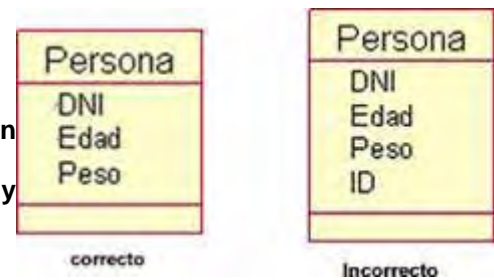 Persona
DNI
Edad
Peso
correcto
n
y
Persona
DNI
Edad
Peso
ID
Incorrecto